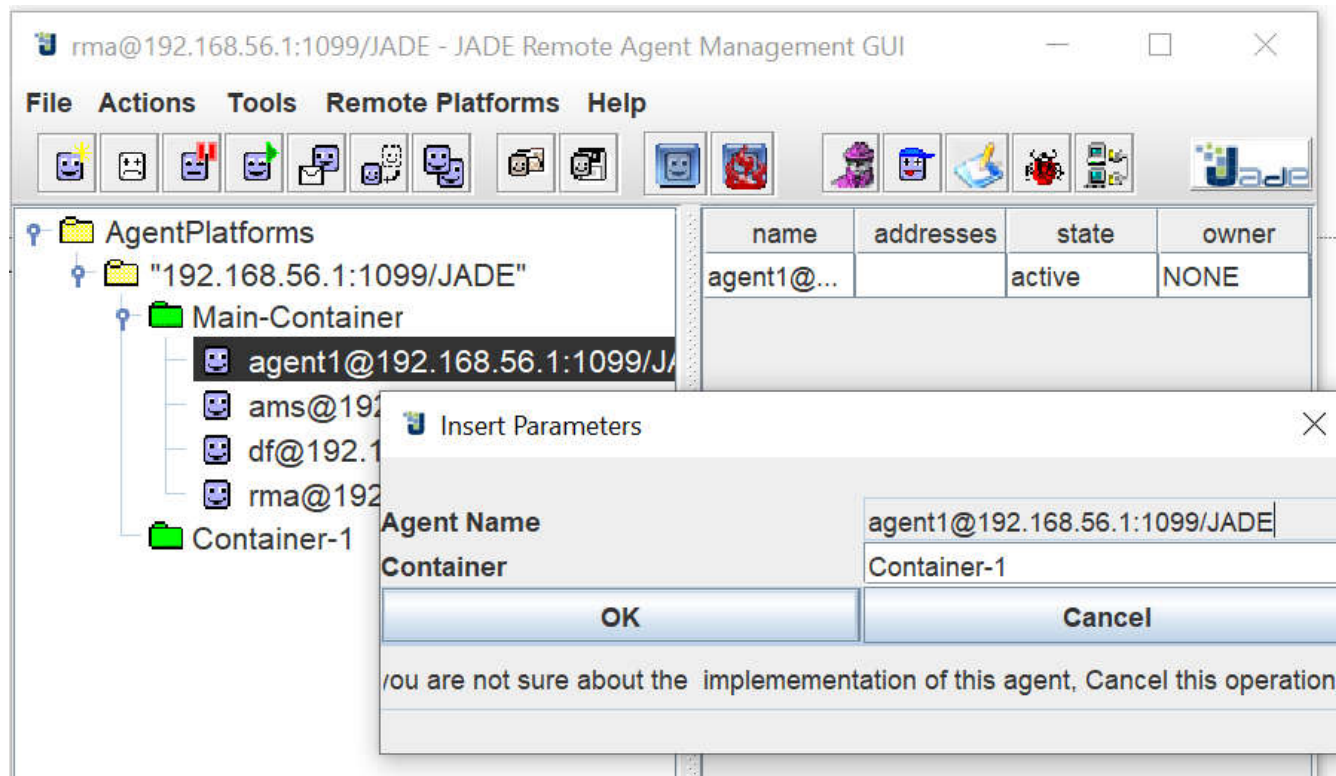 rma@192.168.56.1:1099/JADE - JADE Remote Agent Management GUI
File Actions Tools Remote Platforms Help
Jade
AgentPlatforms
"192.168.56.1:1099/JADE"
Main-Container
agent1@192.168.56.1:1099/JA
ams@192
df@192.1
rma@192
Container-1
name addresses state owner
agent1@... active NONE
Insert Parameters
Agent Name agent1@192.168.56.1:1099/JADE
Container Container-1
OK Cancel
you are not sure about the implemementation of this agent, Cancel this operation